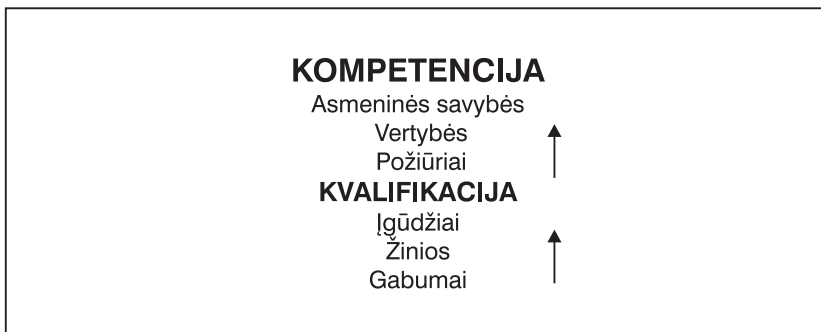 KOMPETENCIJA
Asmeninės savybės
Vertybės
Požiūriai
KVALIFIKACIJA
Įgūdžiai
Žinios
Gabumai